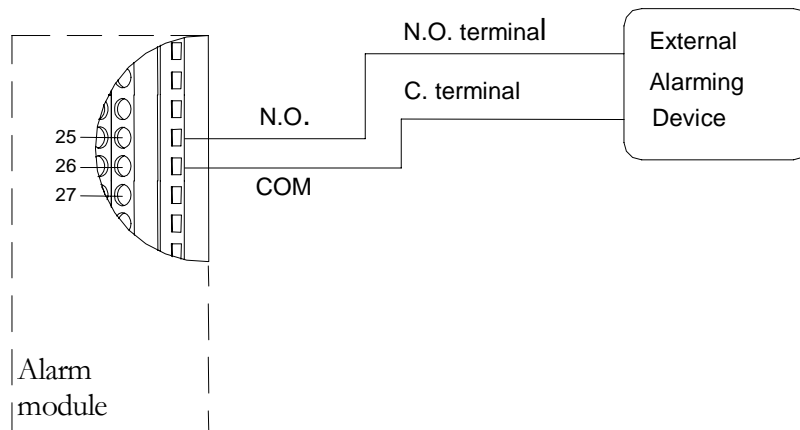 N.O. terminal
External
Alarming
Device
C. terminal
N.O.
COM
25
26
27
Alarm
module